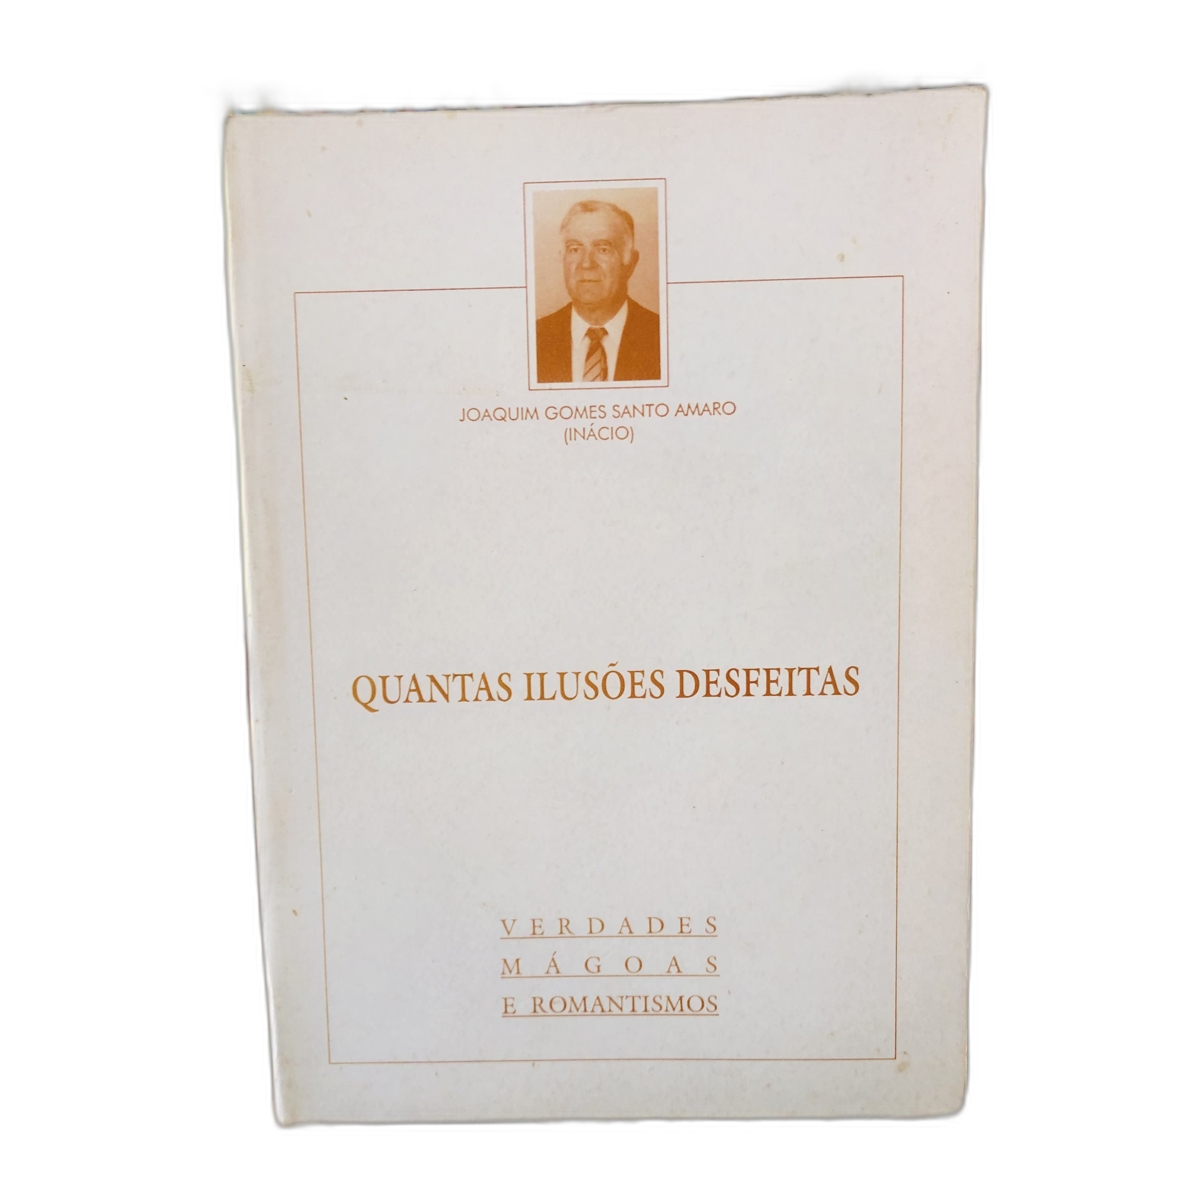 JOAQUIM GOMES SANTO AMARO
(INÁCIO)
QUANTAS ILUSÕES DESFEITAS
VERDADES
MÁGOAS
E ROMANTISMOS